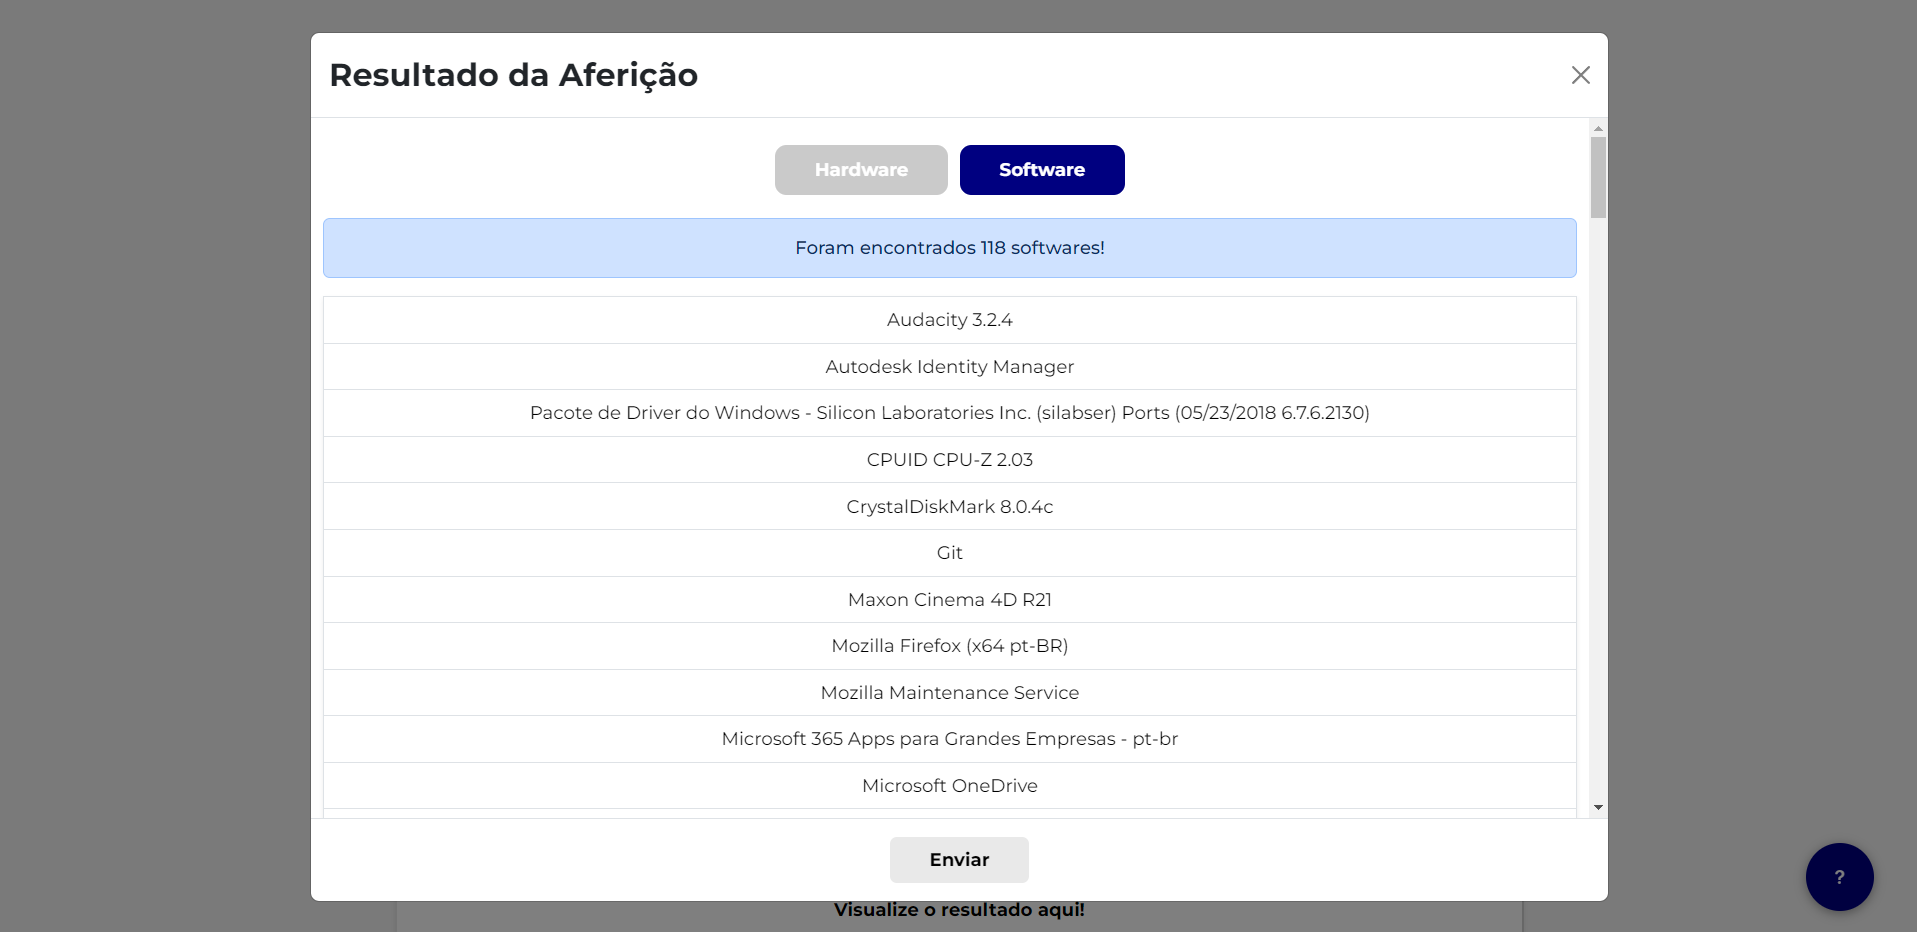 Resultado da Aferição
Hardware
Software
Foram encontrados 118 softwares!
Audacity 3.2.4
Autodesk Identity Manager
Pacote de Driver do Windows - Silicon Laboratories Inc. (silabser) Ports (05/23/2018 6.7.6.2130)
CPUID CPU-Z 2.03
CrystalDiskMark 8.0.4c
Git
Maxon Cinema 4D R21
Mozilla Firefox (x64 pt-BR)
Mozilla Maintenance Service
Microsoft 365 Apps para Grandes Empresas - pt-br
Microsoft OneDrive
Enviar
?
Visualize o resultado aqui!